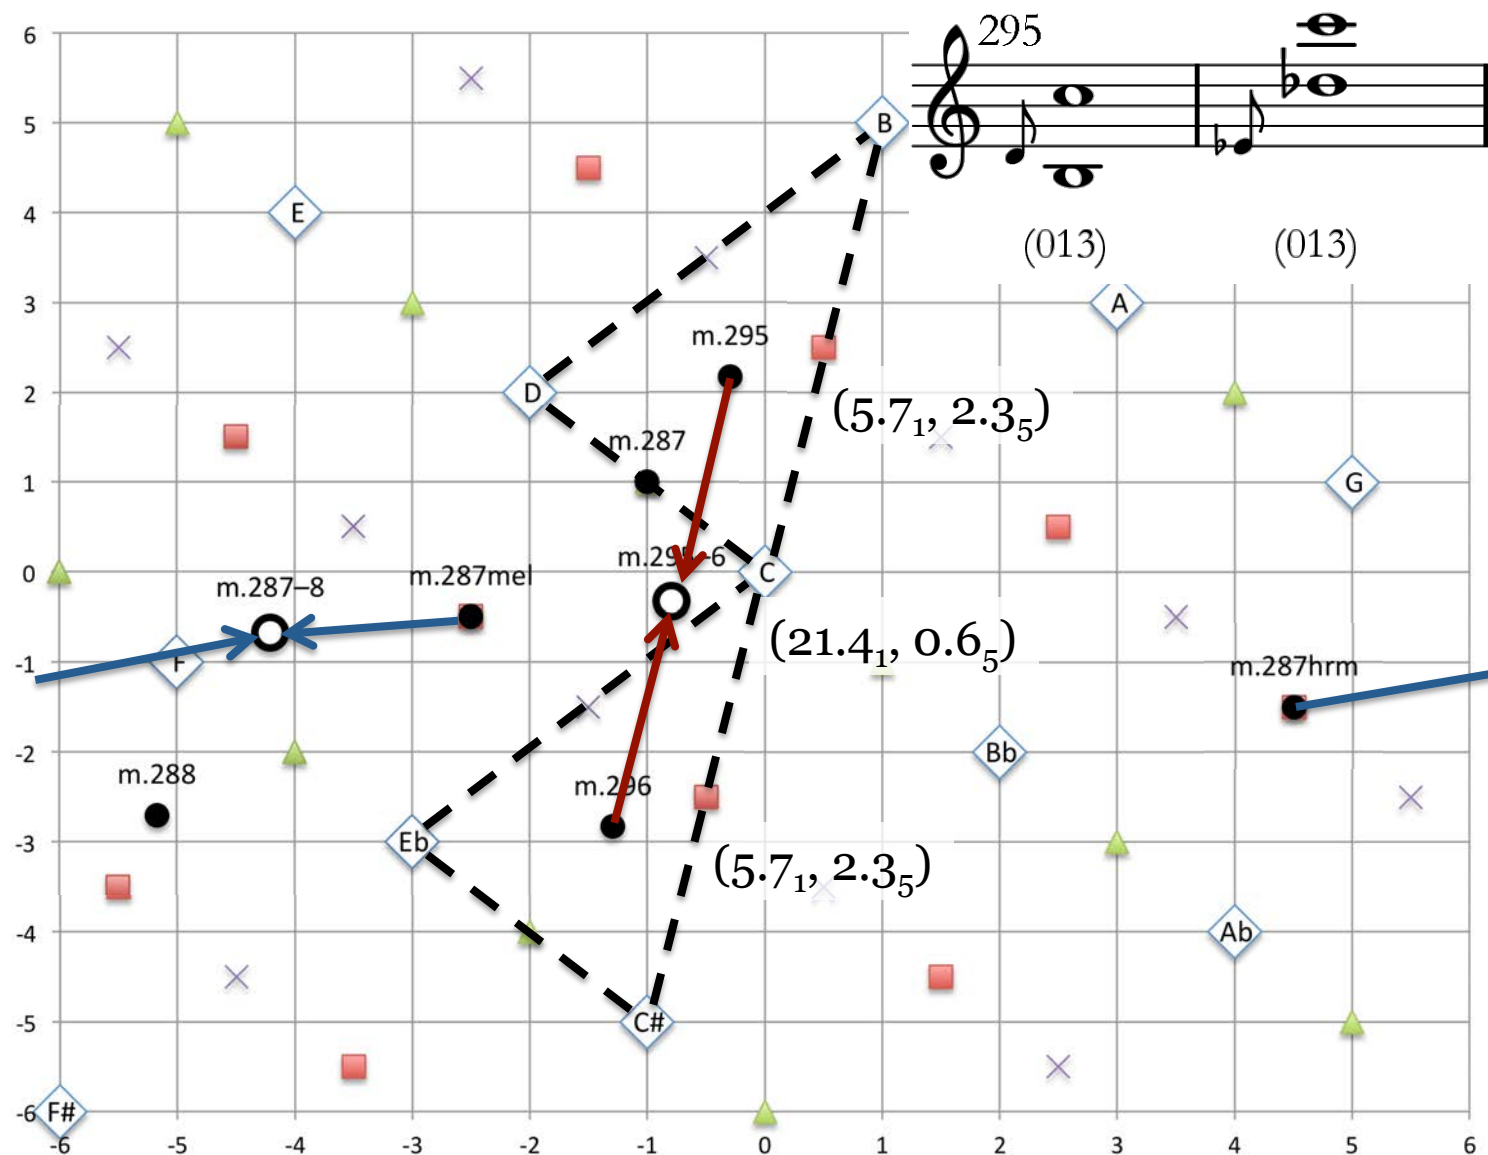 6
295
B
5
E
4
(013) (013)
3
A
m.295
2
D
(5.7₁, 2.3₅)
m.287
1
G
m.295–6
0
C
m.287–8
m.287mel
(21.4₁, 0.6₅)
-1
F
m.287hrm
-2
Bb
m.288
m.296
-3
Eb
(5.7₁, 2.3₅)
-4
Ab
-5
C#
-6
F#
-6 -5 -4 -3 -2 -1 0 1 2 3 4 5 6